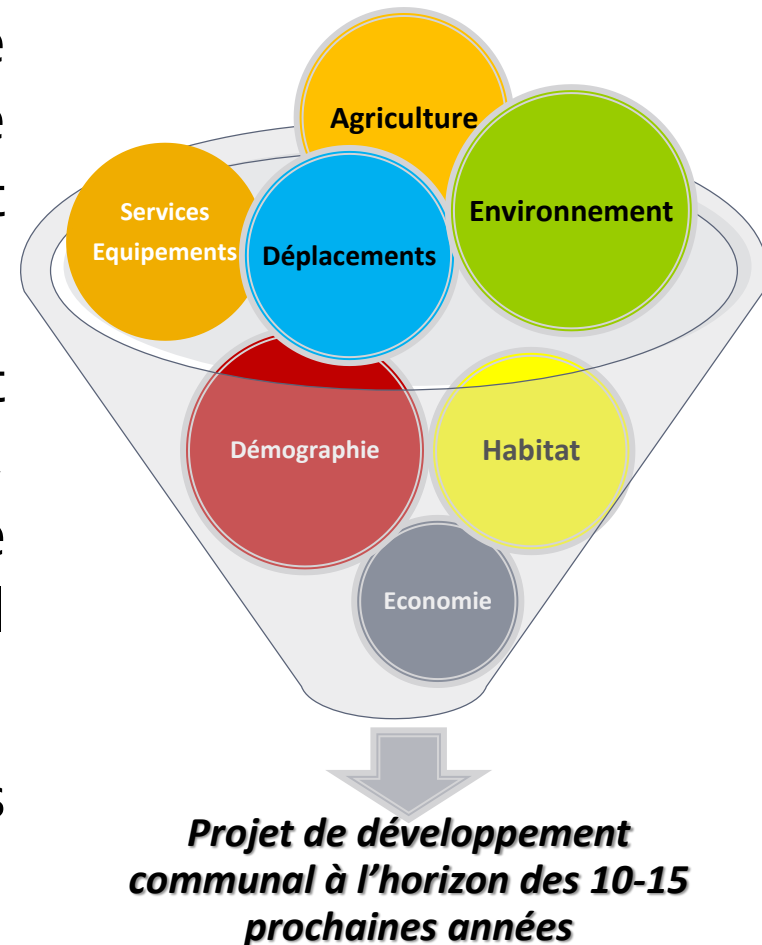 e
e
t
t
e
Agriculture
Environnement
Services
Equipements
Déplacements
Démographie
Habitat
Economie
s
Projet de développement
communal à l’horizon des 10-15
prochaines années